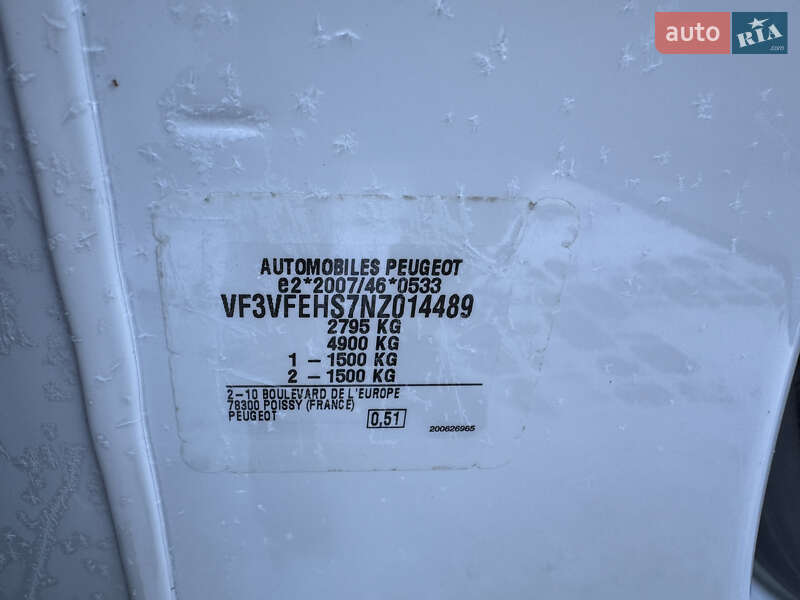 auto RIA.com
AUTOMOBILES PEUGEOT
e2*2007/46*0533
VF3VFEHS7NZ014489
2795 KG
4900 KG
1 – 1500 KG
2 – 1500 KG
2–10 BOULEVARD DE L'EUROPE
78300 POISSY (FRANCE)
PEUGEOT
0,51
200626965